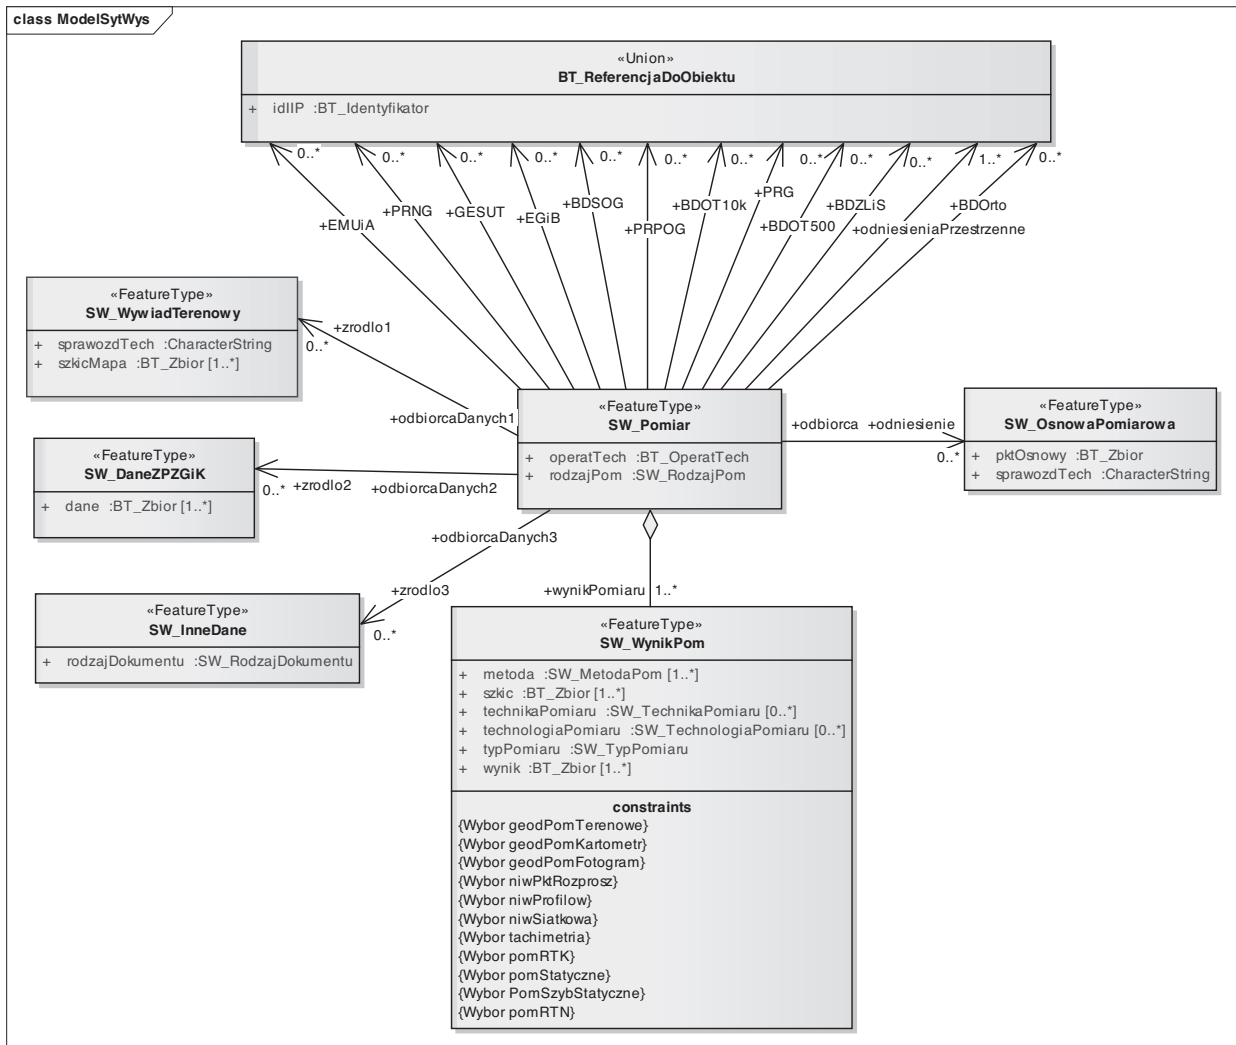 class ModelSytWys
«Union»
BT_ReferencjaDoObiektu
+ idIIP :BT_Identyfikator
0..* 0..* 0..* 0..* 0..* 0..* 0..* 0..* 0..* 0..* 1..* 0..*
+EMUiA
+PRNG
+GESUT
+EGiB
+BDSOG
+PRPOG
+BDOT10k
+PRG
+BDOT500
+BDZLiS
+odniesieniaPrzestrzenne
+BDOrto
«FeatureType»
SW_WywiadTerenowy
+ sprawozdTech :CharacterString
+ szkicMapa :BT_Zbior [1..*]
+zrodlo1
0..*
+odbiorcaDanych1
«FeatureType»
SW_Pomiar
+ operatTech :BT_OperatTech
+ rodzajPom :SW_RodzajPom
+odbiorca +odniesienie
0..*
«FeatureType»
SW_OsnowaPomiarowa
+ pktOsnowy :BT_Zbior
+ sprawozdTech :CharacterString
«FeatureType»
SW_DaneZPZGiK
+ dane :BT_Zbior [1..*]
0..* +zrodlo2
+odbiorcaDanych2
+odbiorcaDanych3
+zrodlo3
0..*
«FeatureType»
SW_InneDane
+ rodzajDokumentu :SW_RodzajDokumentu
+wynikPomiaru 1..*
«FeatureType»
SW_WynikPom
+ metoda :SW_MetodaPom [1..*]
+ szkic :BT_Zbior [1..*]
+ technikaPomiaru :SW_TechnikaPomiaru [0..*]
+ technologiaPomiaru :SW_TechnologiaPomiaru [0..*]
+ typPomiaru :SW_TypPomiaru
+ wynik :BT_Zbior [1..*]
constraints
{Wybor geodPomTerenowe}
{Wybor geodPomKartometr}
{Wybor geodPomFotogram}
{Wybor niwPktRozprosz}
{Wybor niwProfilow}
{Wybor niwSiatkowa}
{Wybor tachimetria}
{Wybor pomRTK}
{Wybor pomStatyczne}
{Wybor PomSzybStatyczne}
{Wybor pomRTN}